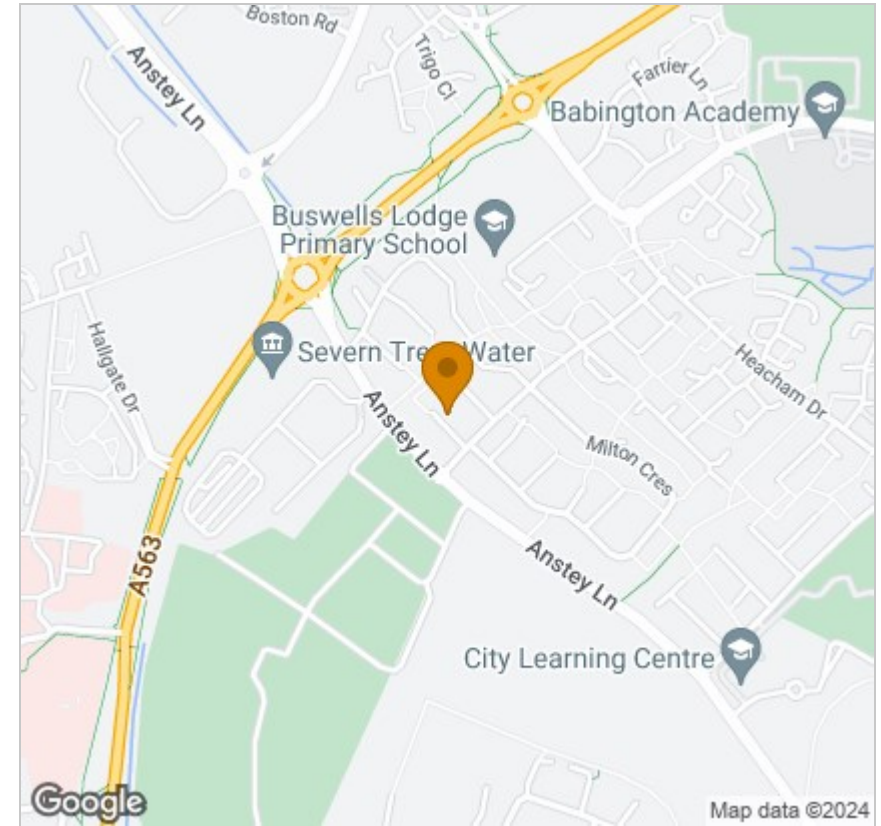 Boston Rd
Anstey Ln
Trigo Cl
Farrier Ln
Babington Academy
Buswells Lodge
Primary School
Hallgate Dr
Severn Tre Water
Heacham Dr
Anstey Ln
Milton Cres
A563
Anstey Ln
City Learning Centre
Google
Map data ©2024